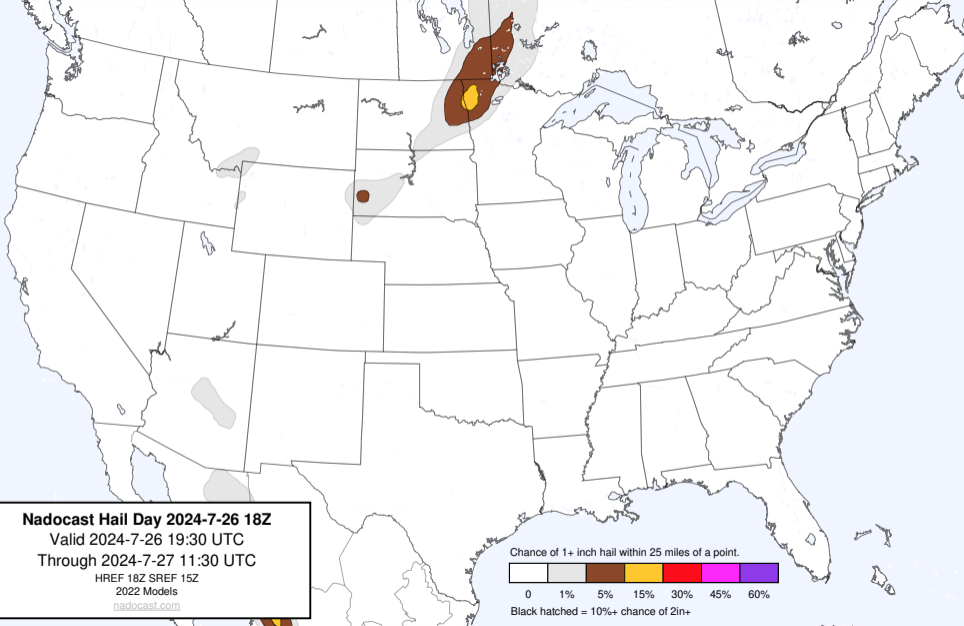 Nadocast Hail Day 2024-7-26 18Z
Valid 2024-7-26 19:30 UTC
Through 2024-7-27 11:30 UTC
HREF 18Z SREF 15Z
2022 Models
nadocast.com
Chance of 1+ inch hail within 25 miles of a point.
0 1% 5% 15% 30% 45% 60%
Black hatched = 10%+ chance of 2in+